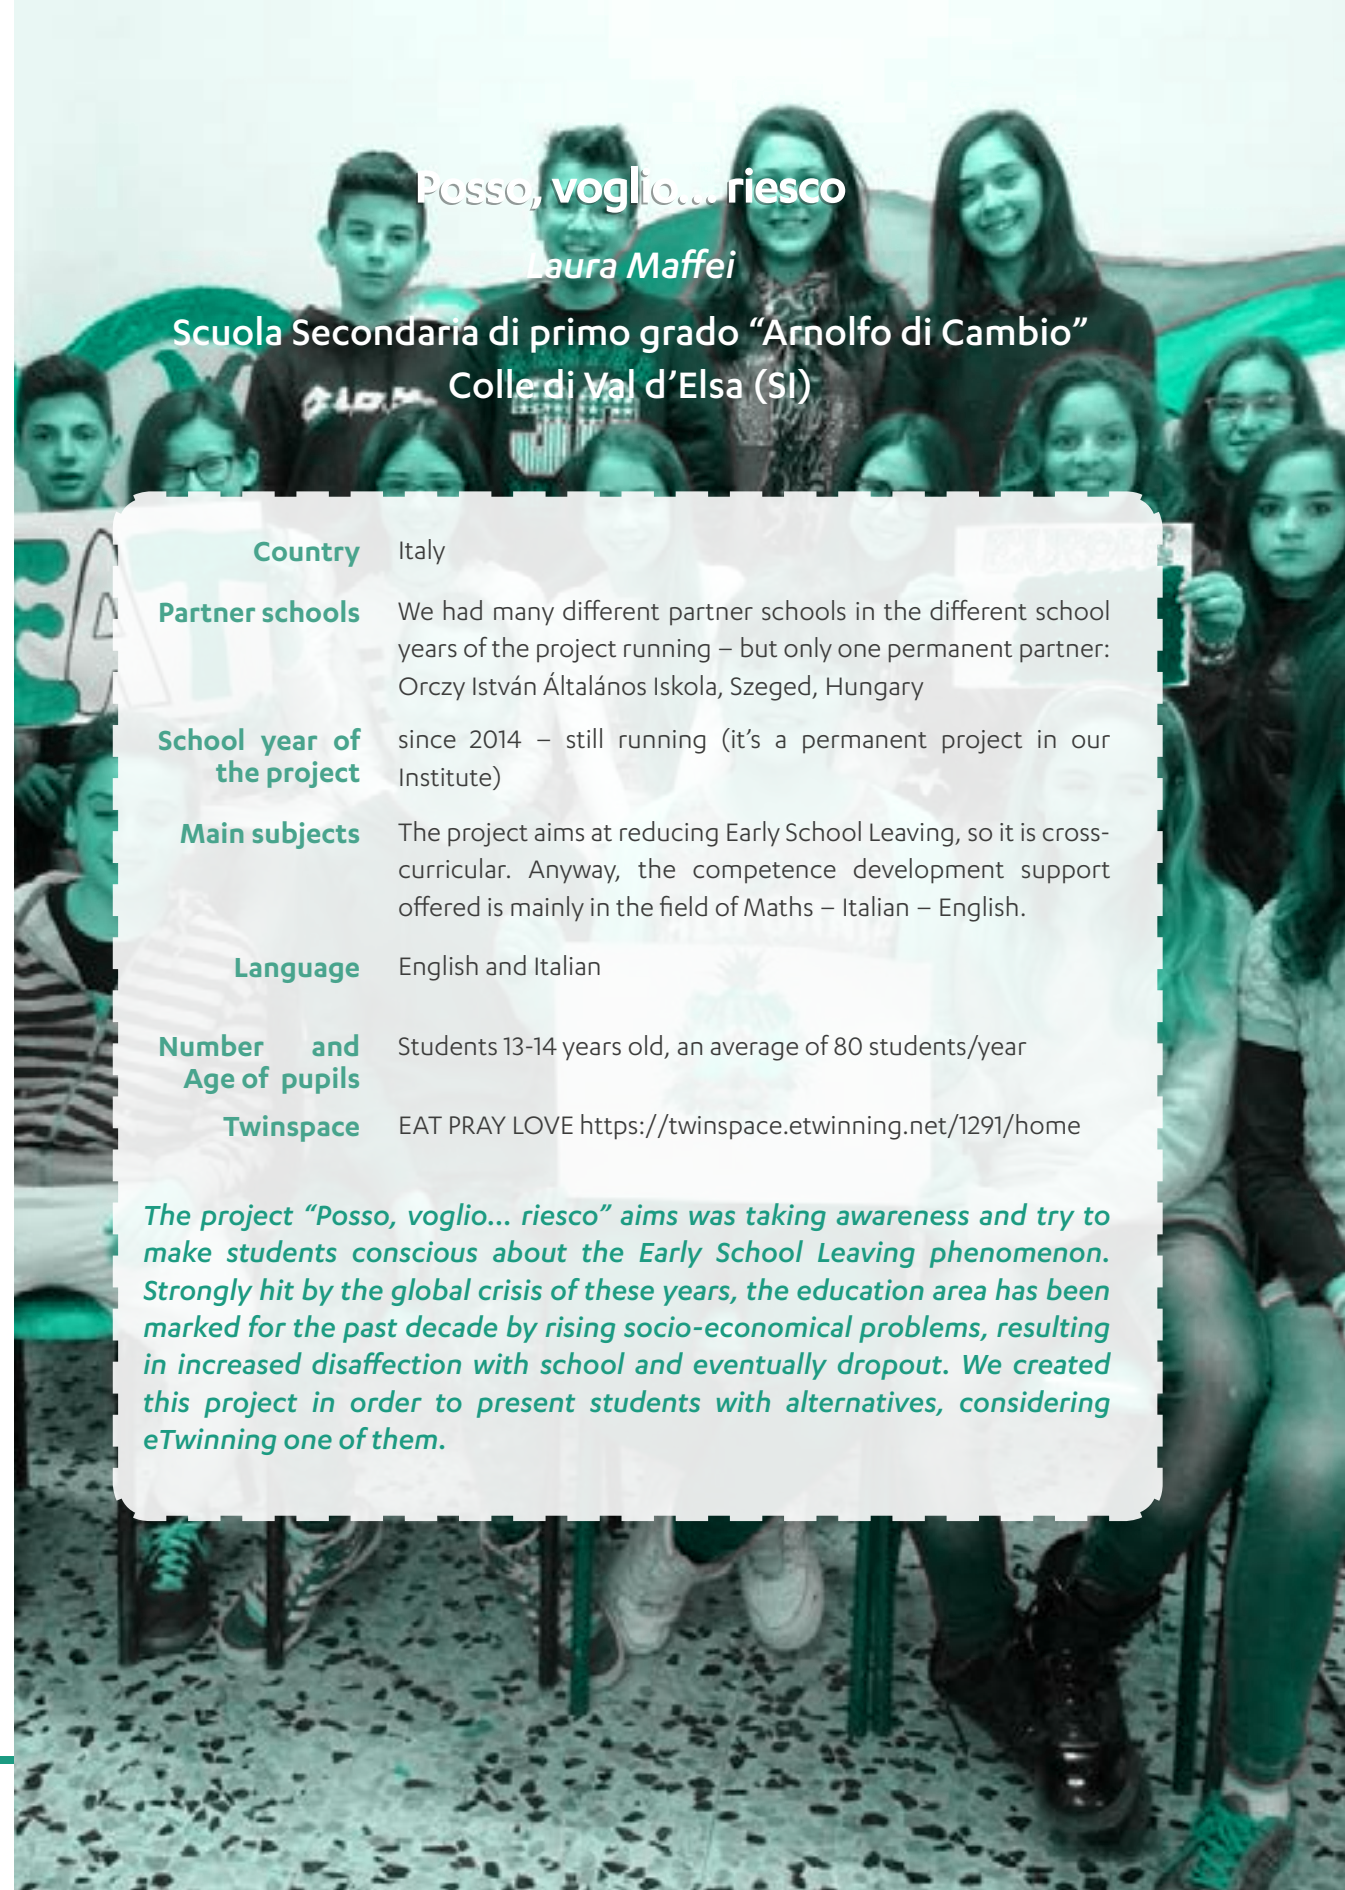 Posso, voglio... riesco
Laura Maffei
Scuola Secondaria di primo grado “Arnolfo di Cambio”
Colle di Val d’Elsa (SI)
EAT
Country
Italy
Partner schools
We had many different partner schools in the different school
years of the project running – but only one permanent partner:
Orczy István Általános Iskola, Szeged, Hungary
School year of
the project
since 2014 – still running (it’s a permanent project in our
Institute)
Main subjects
The project aims at reducing Early School Leaving, so it is cross-
curricular. Anyway, the competence development support
offered is mainly in the field of Maths – Italian – English.
Language
English and Italian
Number and
Age of pupils
Students 13-14 years old, an average of 80 students/year
Twinspace
EAT PRAY LOVE https://twinspace.etwinning.net/1291/home
The project “Posso, voglio... riesco” aims was taking awareness and try to
make students conscious about the Early School Leaving phenomenon.
Strongly hit by the global crisis of these years, the education area has been
marked for the past decade by rising socio-economical problems, resulting
in increased disaffection with school and eventually dropout. We created
this project in order to present students with alternatives, considering
eTwinning one of them.